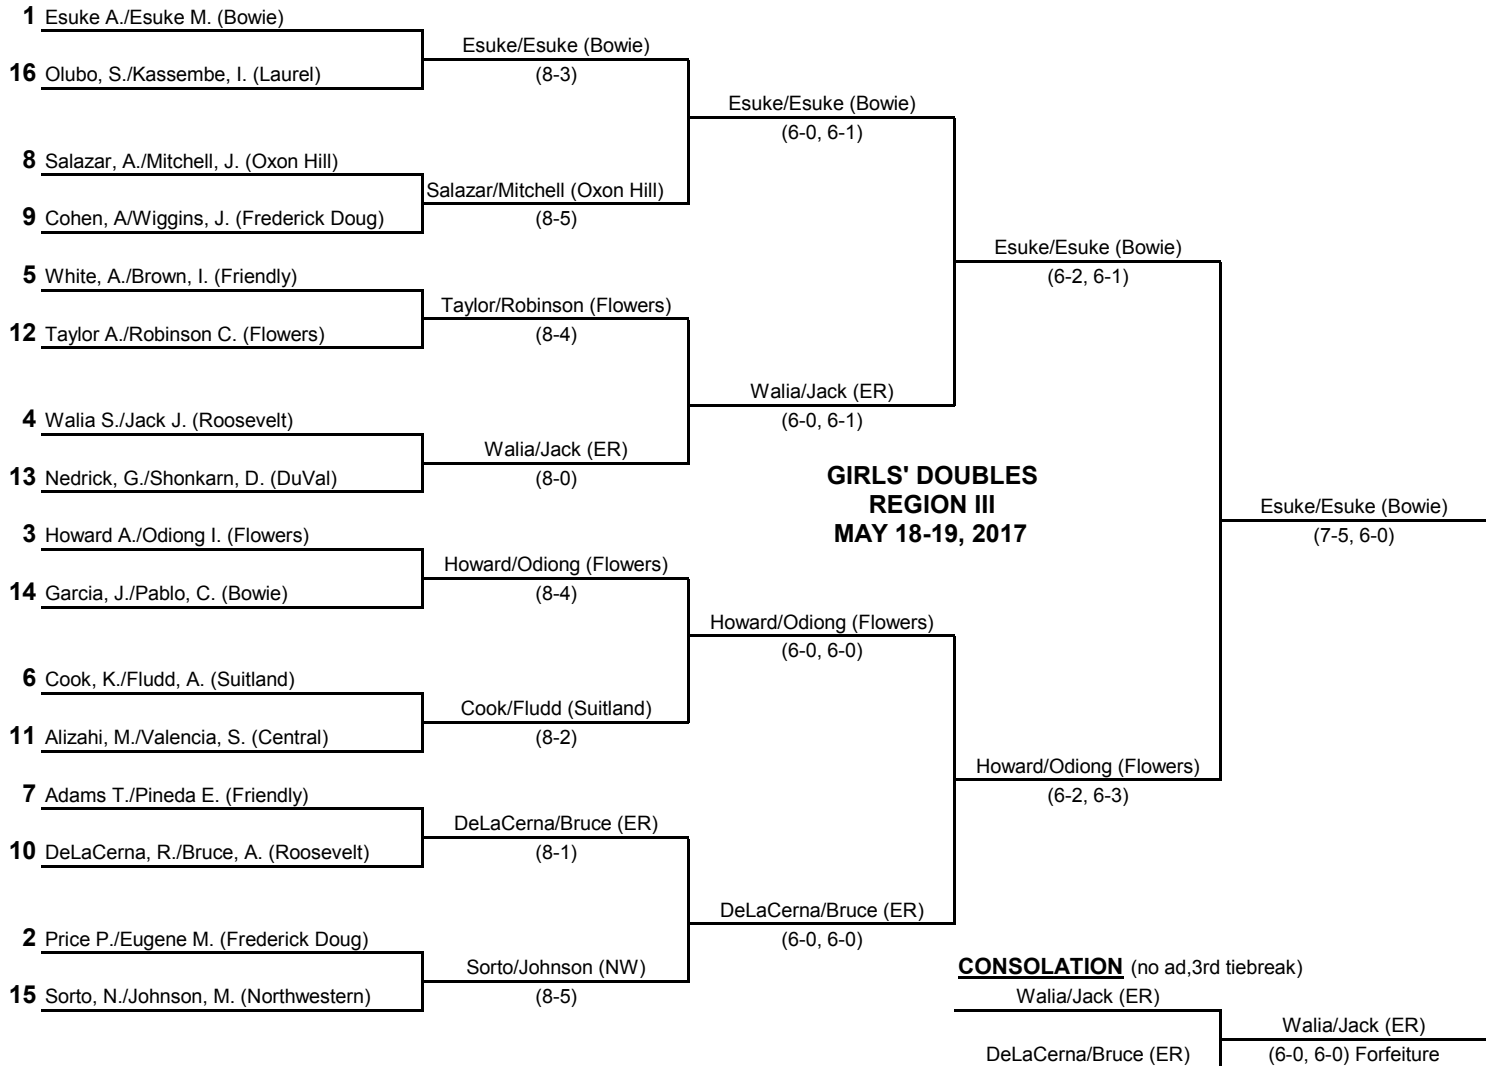 1 Esuke A./Esuke M. (Bowie)
Esuke/Esuke (Bowie)
16 Olubo, S./Kassembe, I. (Laurel)
(8-3)
Esuke/Esuke (Bowie)
(6-0, 6-1)
8 Salazar, A./Mitchell, J. (Oxon Hill)
Salazar/Mitchell (Oxon Hill)
9 Cohen, A/Wiggins, J. (Frederick Doug)
(8-5)
Esuke/Esuke (Bowie)
(6-2, 6-1)
5 White, A./Brown, I. (Friendly)
Taylor/Robinson (Flowers)
12 Taylor A./Robinson C. (Flowers)
(8-4)
Walia/Jack (ER)
(6-0, 6-1)
4 Walia S./Jack J. (Roosevelt)
Walia/Jack (ER)
13 Nedrick, G./Shonkarn, D. (DuVal)
(8-0)
GIRLS' DOUBLES
REGION III
MAY 18-19, 2017
Esuke/Esuke (Bowie)
(7-5, 6-0)
3 Howard A./Odiong I. (Flowers)
Howard/Odiong (Flowers)
14 Garcia, J./Pablo, C. (Bowie)
(8-4)
Howard/Odiong (Flowers)
(6-0, 6-0)
6 Cook, K./Fludd, A. (Suitland)
Cook/Fludd (Suitland)
11 Alizahi, M./Valencia, S. (Central)
(8-2)
Howard/Odiong (Flowers)
(6-2, 6-3)
7 Adams T./Pineda E. (Friendly)
DeLaCerna/Bruce (ER)
10 DeLaCerna, R./Bruce, A. (Roosevelt)
(8-1)
DeLaCerna/Bruce (ER)
(6-0, 6-0)
2 Price P./Eugene M. (Frederick Doug)
Sorto/Johnson (NW)
15 Sorto, N./Johnson, M. (Northwestern)
(8-5)
CONSOLATION (no ad,3rd tiebreak)
Walia/Jack (ER)
Walia/Jack (ER)
DeLaCerna/Bruce (ER)
(6-0, 6-0) Forfeiture